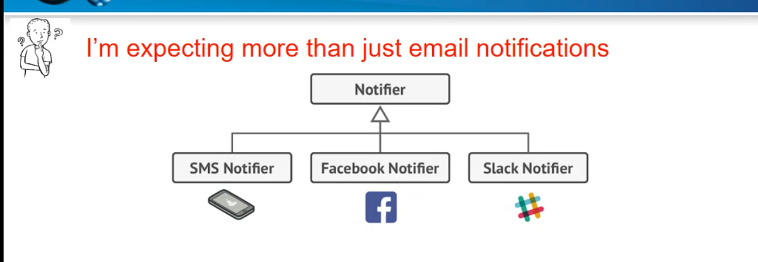 I'm expecting more than just email notifications
Notifier
SMS Notifier
Facebook Notifier
Slack Notifier